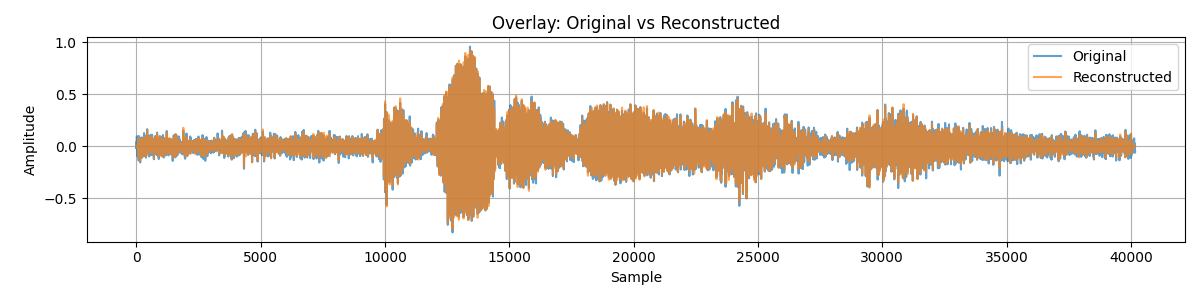 Overlay: Original vs Reconstructed
1.0
0.5
0.0
−0.5
Amplitude
Original
Reconstructed
0 5000 10000 15000 20000 25000 30000 35000 40000
Sample